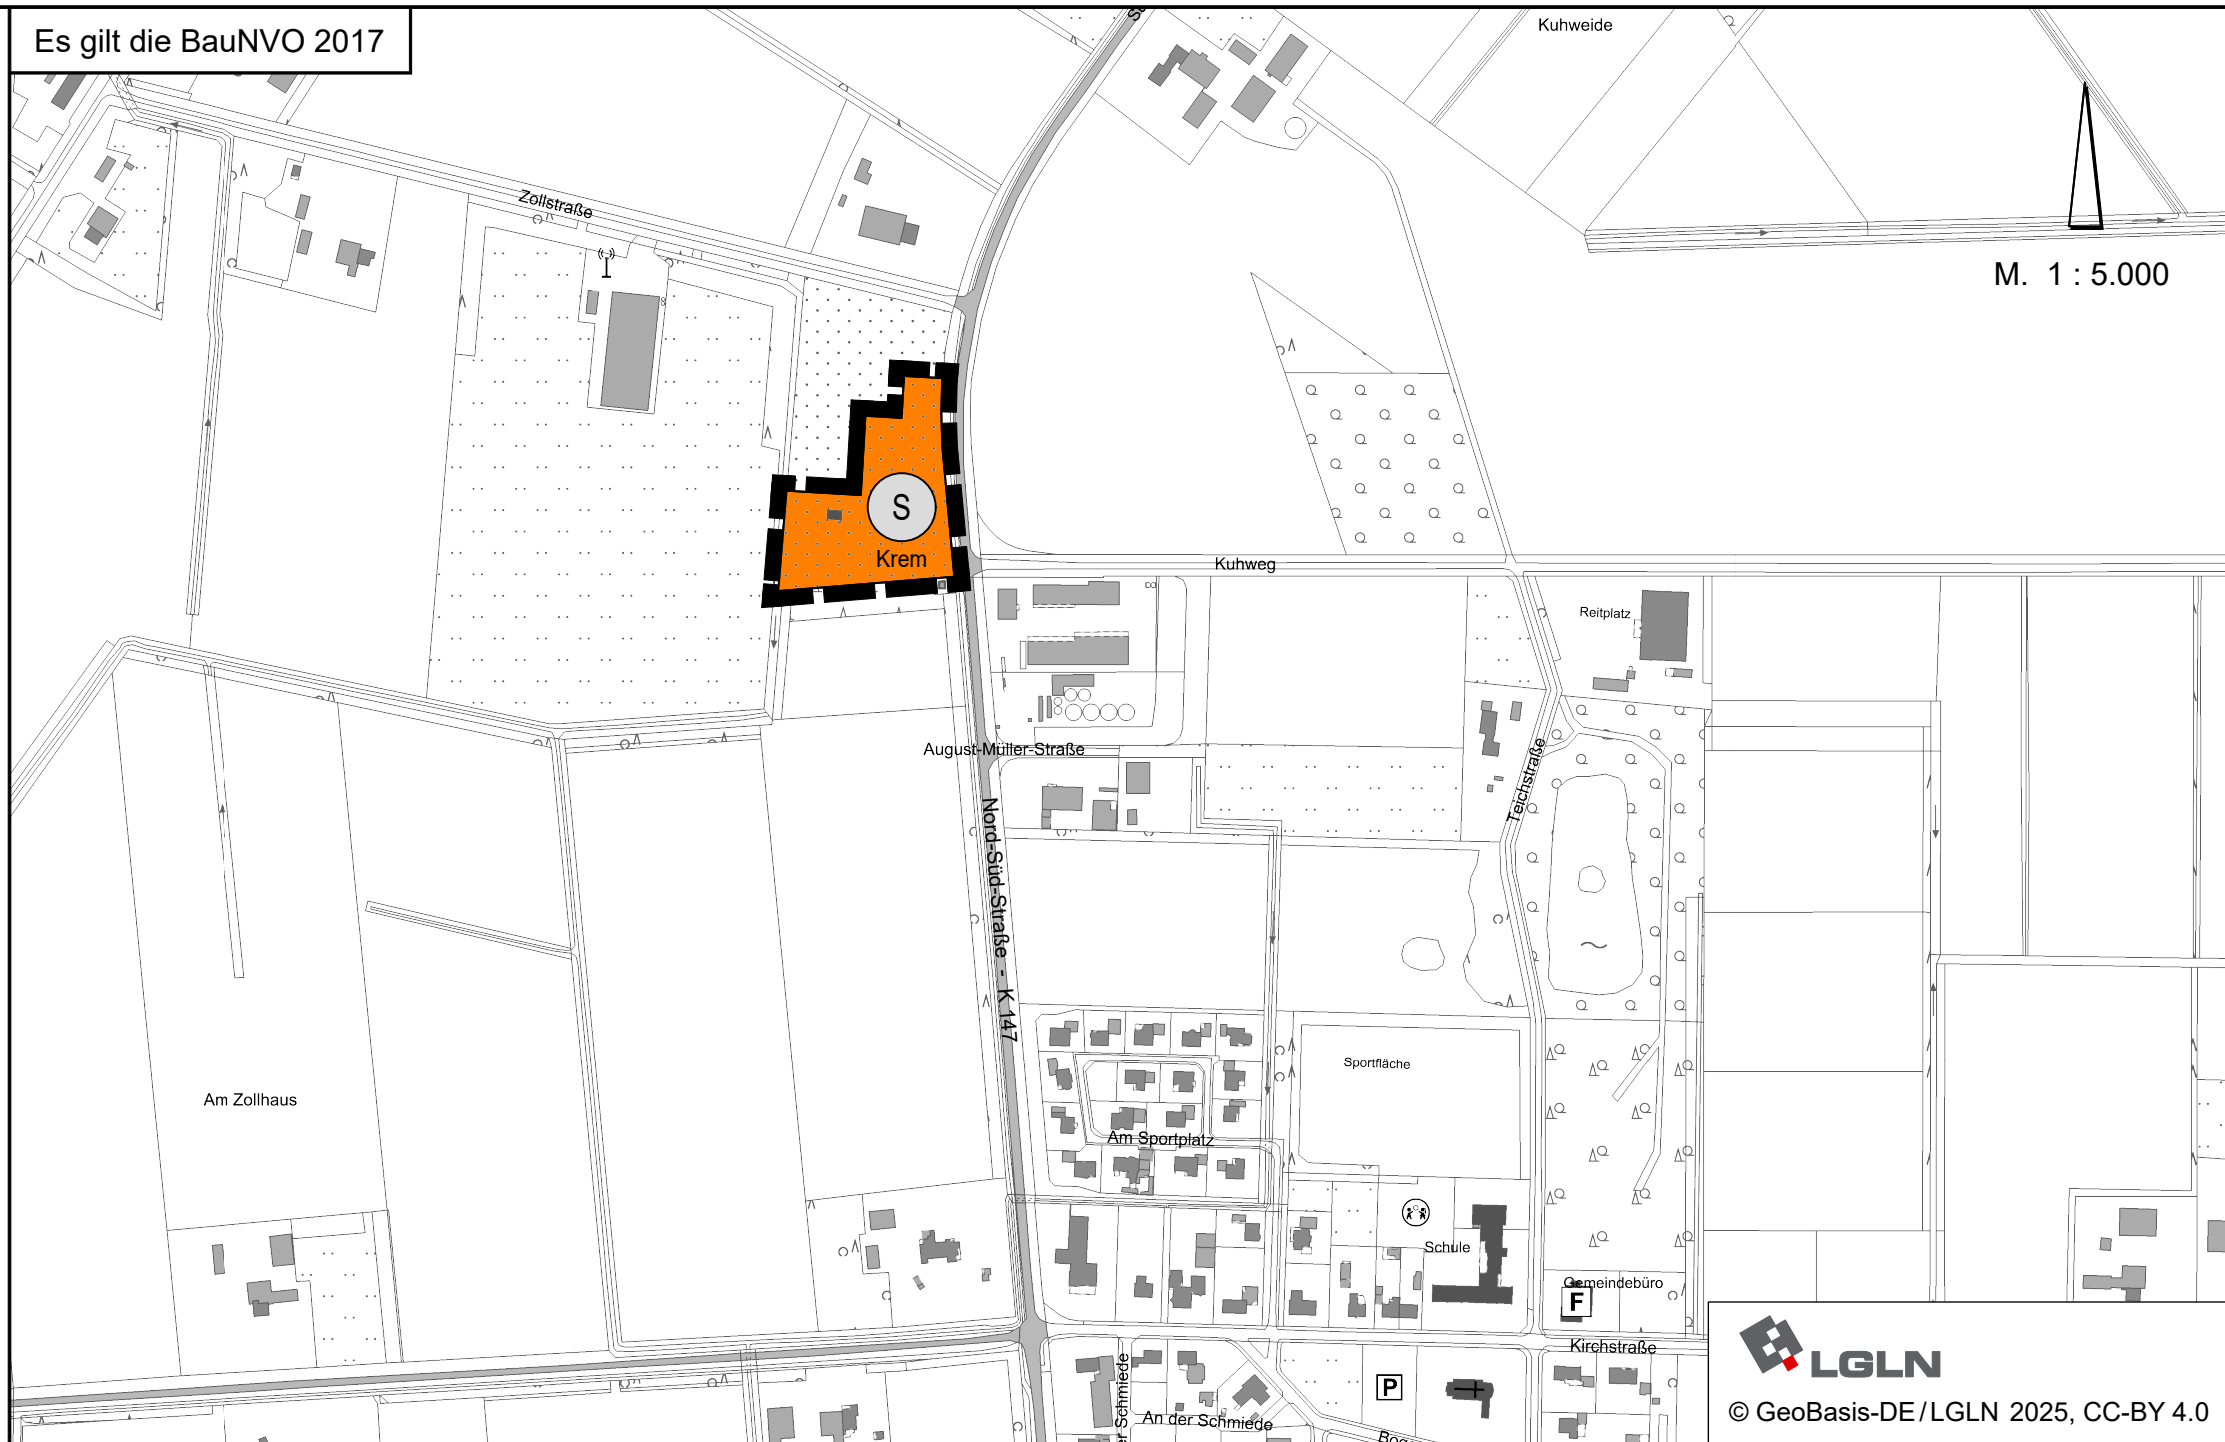 Es gilt die BauNVO 2017
Kuhweide
Zollstraße
M. 1 : 5.000
S
Krem
Kuhweg
Reitplatz
August-Müller-Straße
Teichstraße
Nord-Süd-Straße - K 147
Sportfläche
Am Zollhaus
Am Sportplatz
Schule
Gemeindebüro
F
Kirchstraße
P
Schmiede
An der Schmiede
LGLN
© GeoBasis-DE/LGLN 2025, CC-BY 4.0